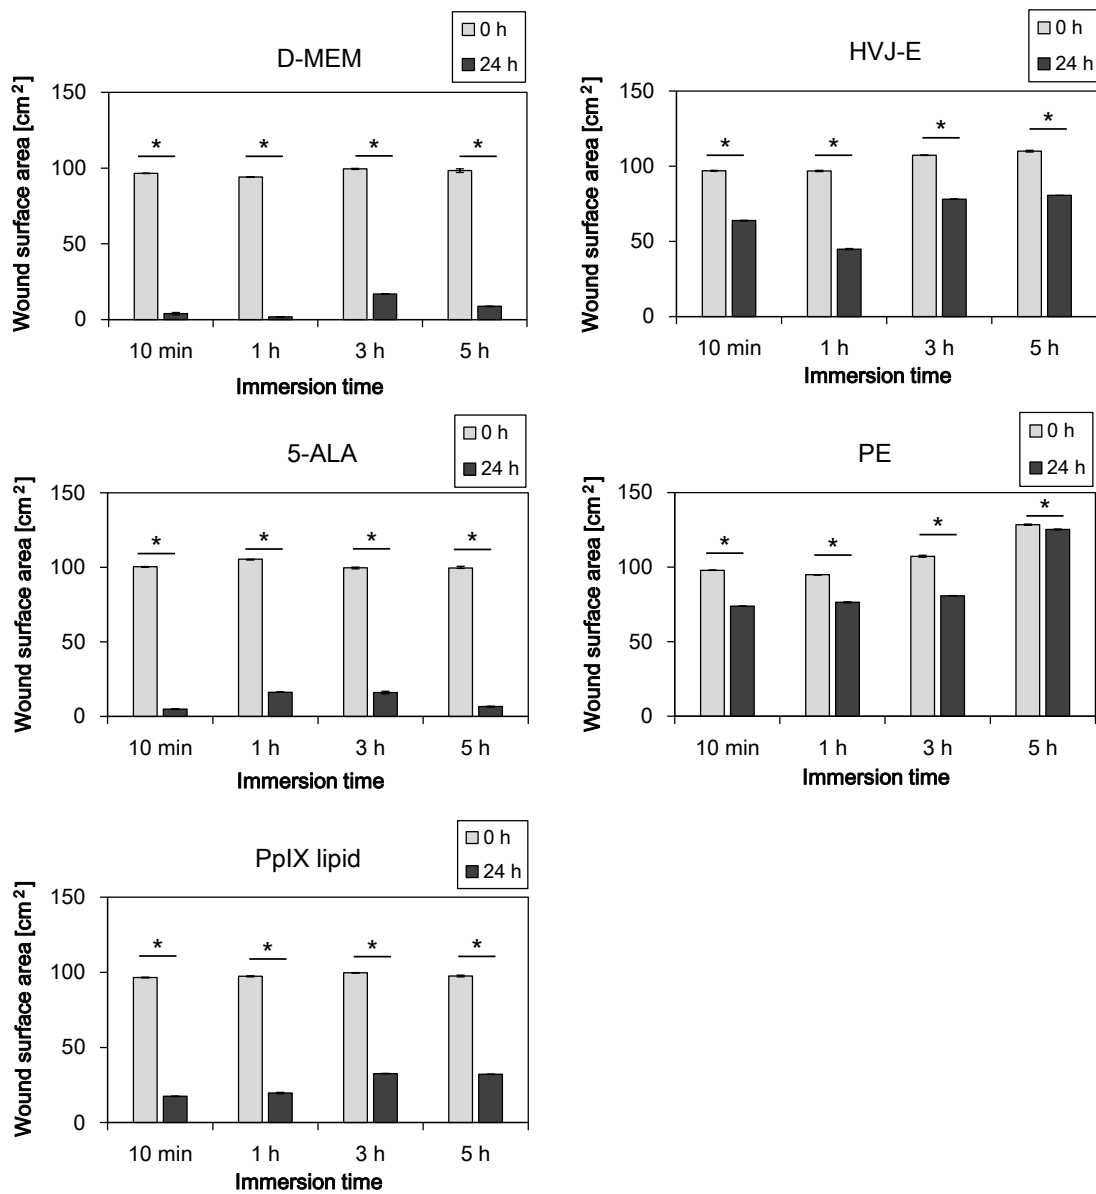 D-MEM
0 h
24 h
Wound surface area [cm²]
150
100
50
0
*
*
*
*
10 min
1 h
3 h
5 h
Immersion time
HVJ-E
0 h
24 h
Wound surface area [cm²]
150
100
50
0
*
*
*
*
10 min
1 h
3 h
5 h
Immersion time
5-ALA
0 h
24 h
Wound surface area [cm²]
150
100
50
0
*
*
*
*
10 min
1 h
3 h
5 h
Immersion time
PE
0 h
24 h
Wound surface area [cm²]
150
100
50
0
*
*
*
*
10 min
1 h
3 h
5 h
Immersion time
PpIX lipid
0 h
24 h
Wound surface area [cm²]
150
100
50
0
*
*
*
*
10 min
1 h
3 h
5 h
Immersion time